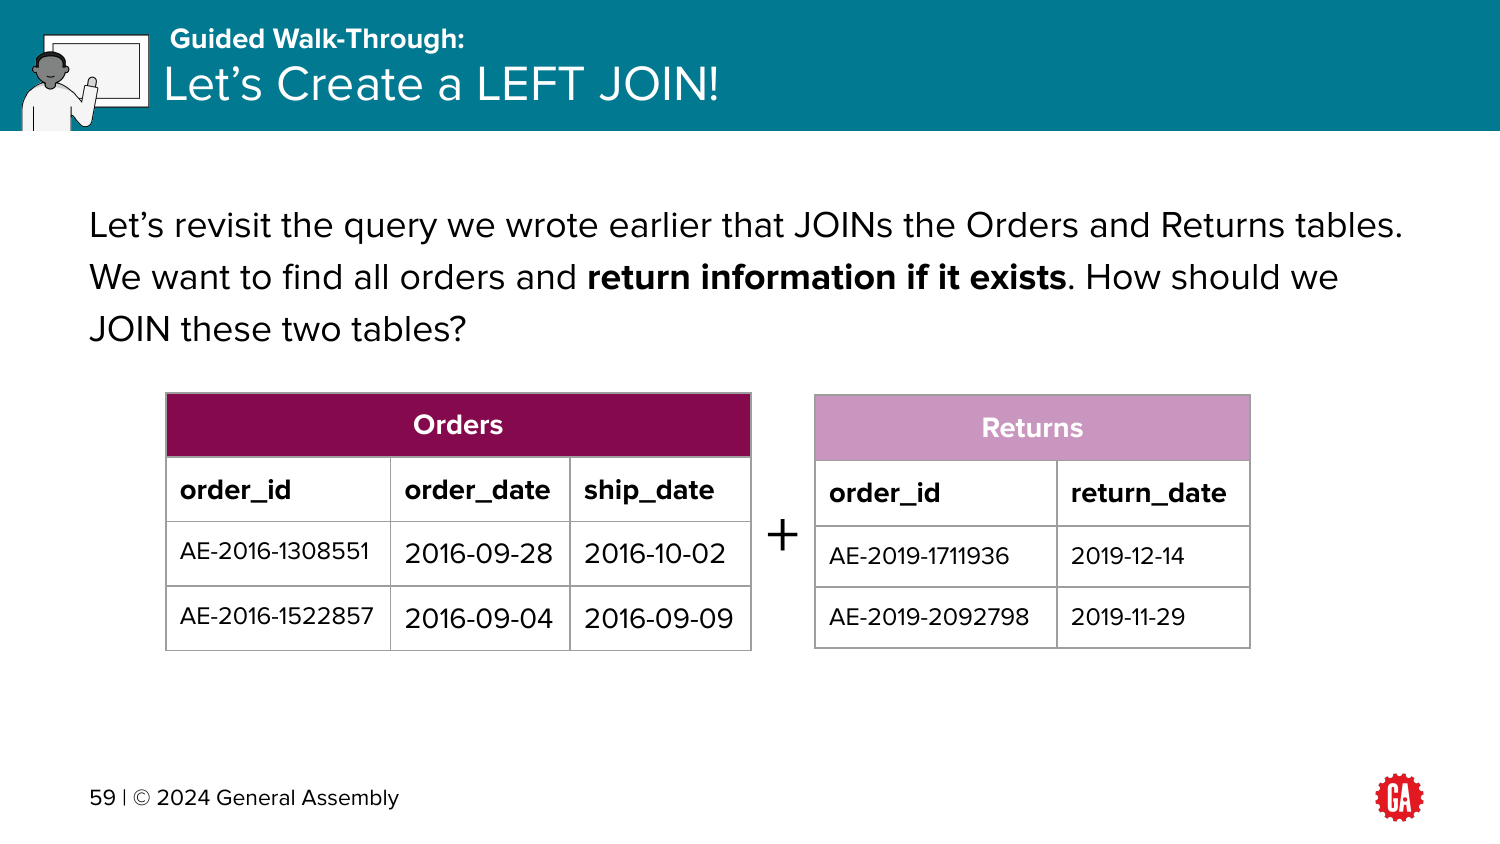 Guided Walk-Through:
Let’s Create a LEFT JOIN!
Let’s revisit the query we wrote earlier that JOINs the Orders and Returns tables.
We want to find all orders and return information if it exists. How should we
JOIN these two tables?
Orders
order_id order_date ship_date
AE-2016-1308551 2016-09-28 2016-10-02
AE-2016-1522857 2016-09-04 2016-09-09
+
Returns
order_id return_date
AE-2019-1711936 2019-12-14
AE-2019-2092798 2019-11-29
59 | © 2024 General Assembly
GA